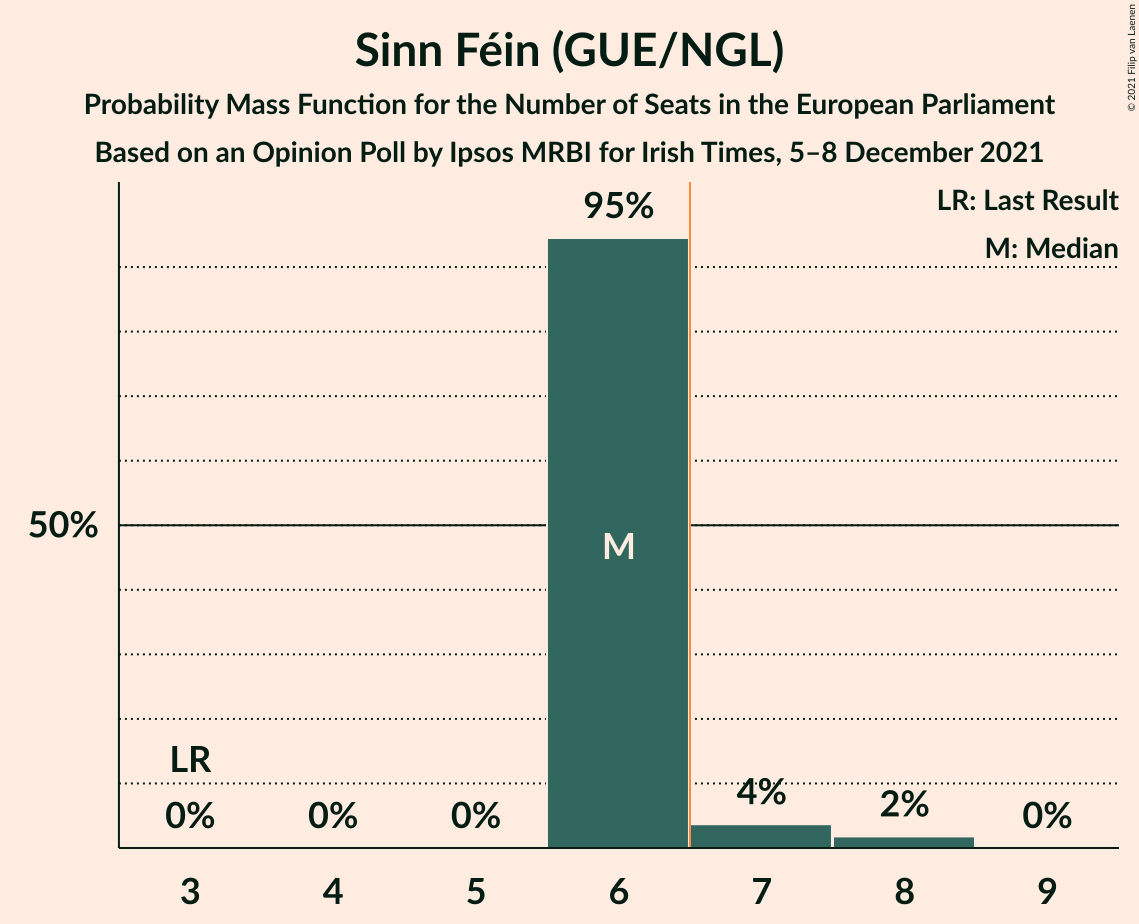 Sinn Féin (GUE/NGL)
Probability Mass Function for the Number of Seats in the European Parliament
Based on an Opinion Poll by Ipsos MRBI for Irish Times, 5–8 December 2021
© 2021 Filip van Laenen
LR: Last Result
M: Median
95%
50%
M
LR
0%
0%
0%
4%
2%
0%
3
4
5
6
7
8
9